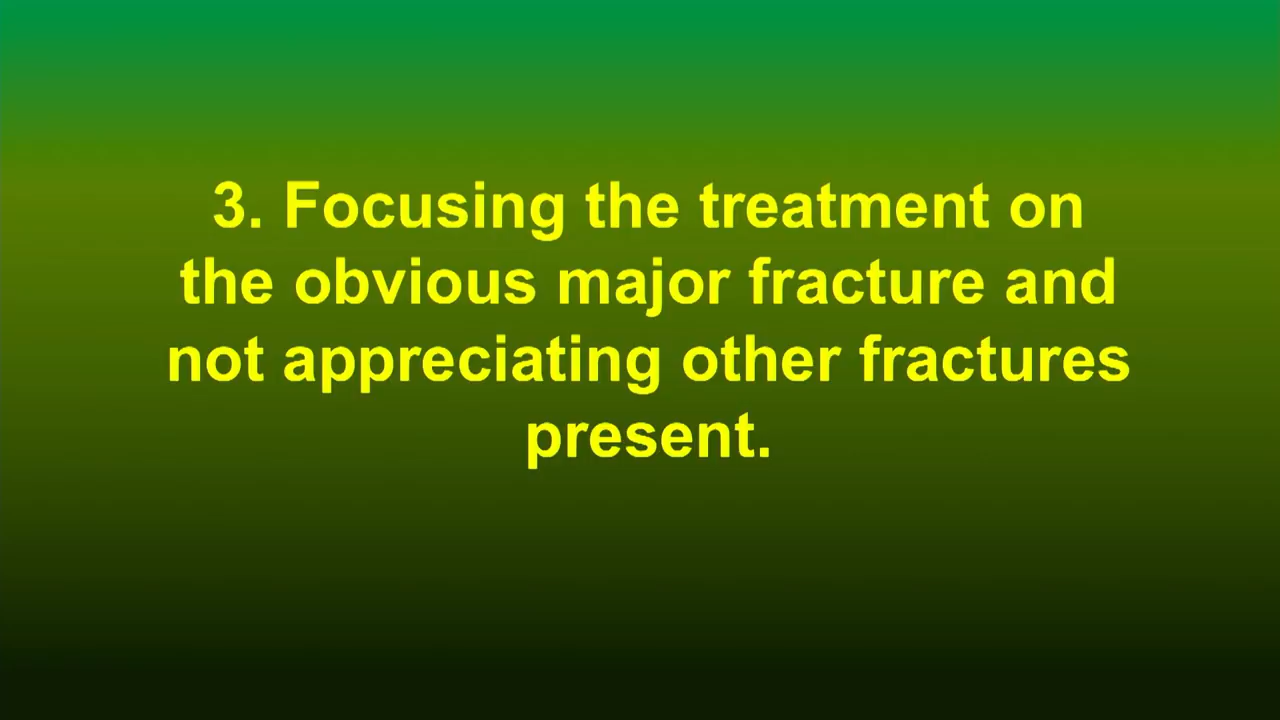 3. Focusing the treatment on
the obvious major fracture and
not appreciating other fractures
present.